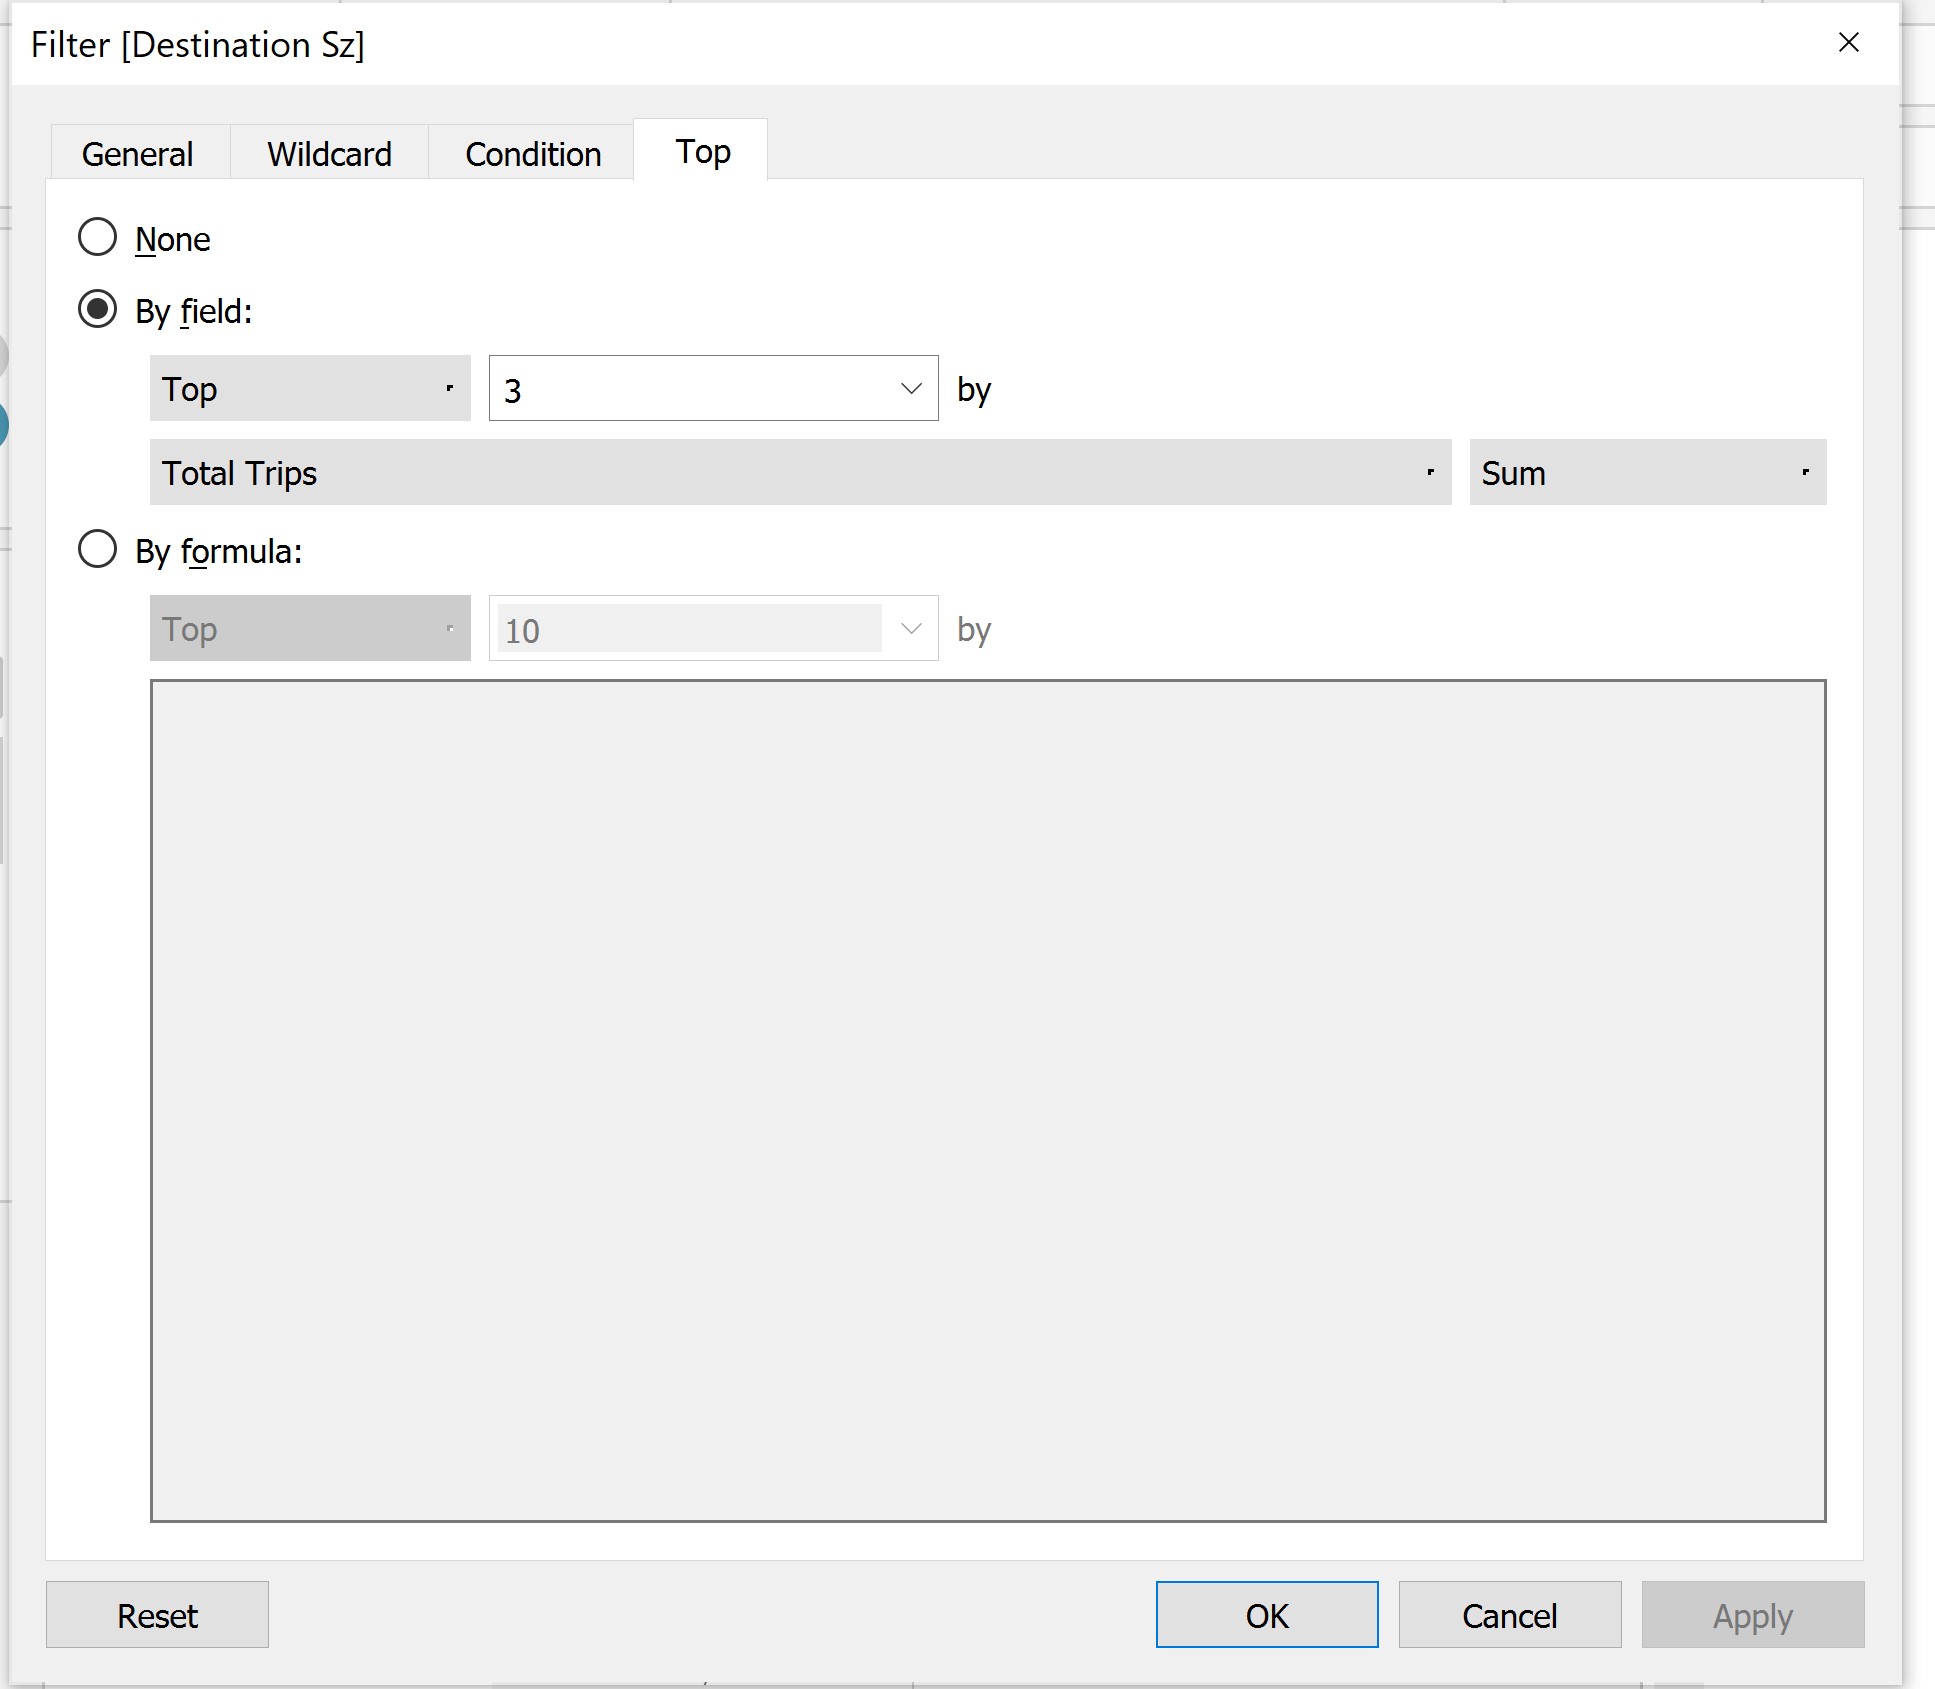 Filter [Destination Sz]
General Wildcard Condition Top
None
By field:
Top 3 by
Total Trips Sum
By formula:
Top 10 by
Reset OK Cancel Apply